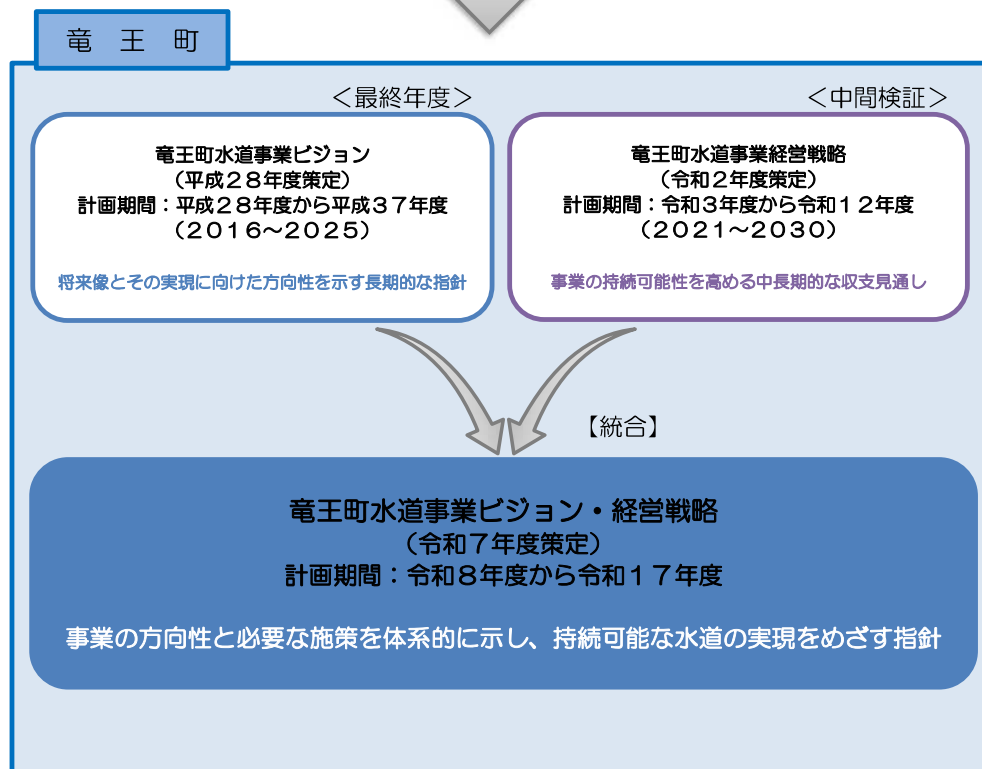 竜 王 町
＜最終年度＞
竜王町水道事業ビジョン
（平成２８年度策定）
計画期間：平成２８年度から平成３７年度
（２０１６～２０２５）
将来像とその実現に向けた方向性を示す長期的な指針
＜中間検証＞
竜王町水道事業経営戦略
（令和２年度策定）
計画期間：令和３年度から令和１２年度
（２０２１～２０３０）
事業の持続可能性を高める中長期的な収支見通し
【統合】
竜王町水道事業ビジョン・経営戦略
（令和７年度策定）
計画期間：令和８年度から令和１７年度
事業の方向性と必要な施策を体系的に示し、持続可能な水道の実現をめざす指針